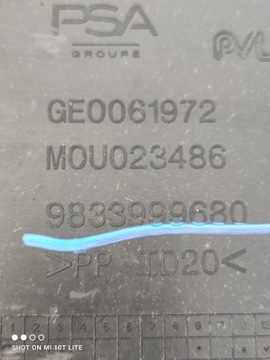 PSA
GROUPE
GE0061972
M0U023486
9833999680
>PP TD20<
SHOT ON MI 10T LITE